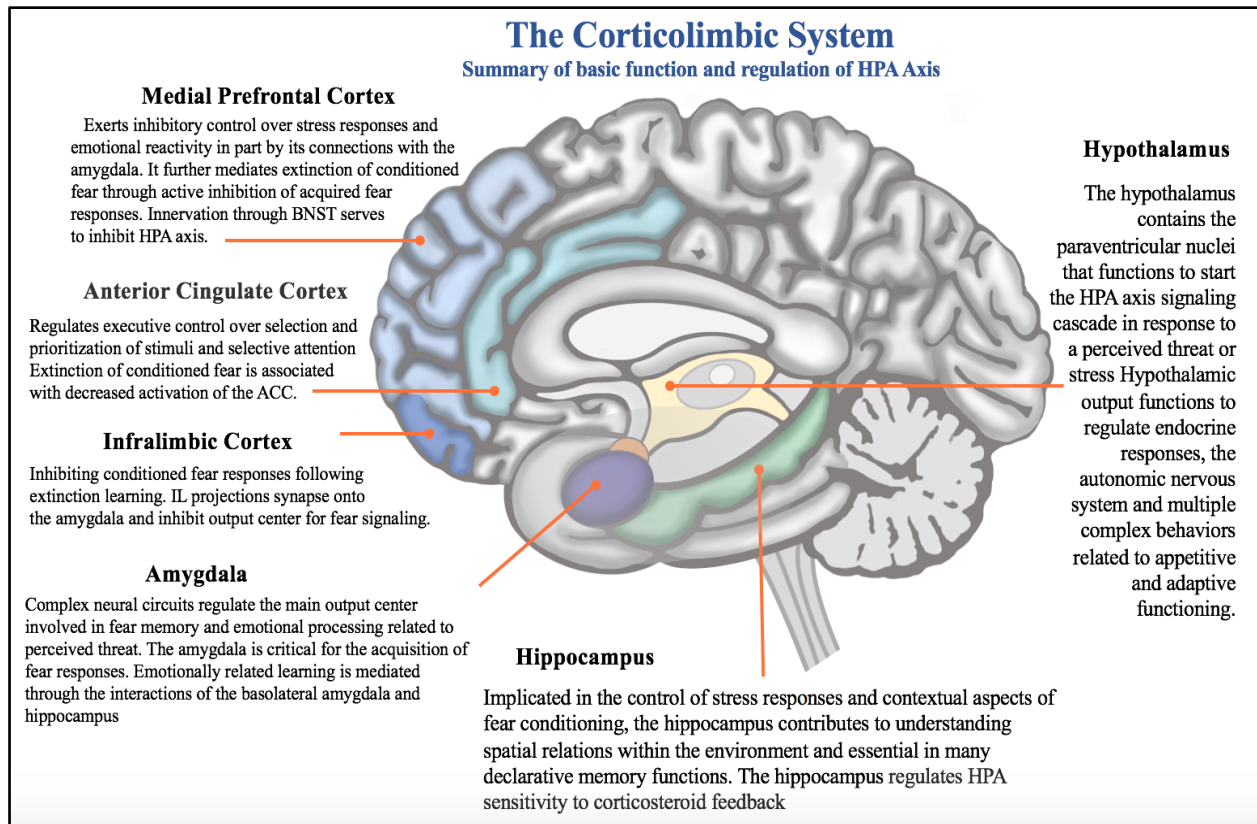 The Corticolimbic System
Summary of basic function and regulation of HPA Axis
Medial Prefrontal Cortex
Exerts inhibitory control over stress responses and
emotional reactivity in part by its connections with the
amygdala. It further mediates extinction of conditioned
fear through active inhibition of acquired fear
responses. Innervation through BNST serves
to inhibit HPA axis.
Anterior Cingulate Cortex
Regulates executive control over selection and
prioritization of stimuli and selective attention
Extinction of conditioned fear is associated
with decreased activation of the ACC.
Infralimbic Cortex
Inhibiting conditioned fear responses following
extinction learning. IL projections synapse onto
the amygdala and inhibit output center for fear signaling.
Amygdala
Complex neural circuits regulate the main output center
involved in fear memory and emotional processing related to
perceived threat. The amygdala is critical for the acquisition of
fear responses. Emotionally related learning is mediated
through the interactions of the basolateral amygdala and
hippocampus
Hippocampus
Implicated in the control of stress responses and contextual aspects of
fear conditioning, the hippocampus contributes to understanding
spatial relations within the environment and essential in many
declarative memory functions. The hippocampus regulates HPA
sensitivity to corticosteroid feedback
Hypothalamus
The hypothalamus
contains the
paraventricular nuclei
that functions to start
the HPA axis signaling
cascade in response to
a perceived threat or
stress Hypothalamic
output functions to
regulate endocrine
responses, the
autonomic nervous
system and multiple
complex behaviors
related to appetitive
and adaptive
functioning.